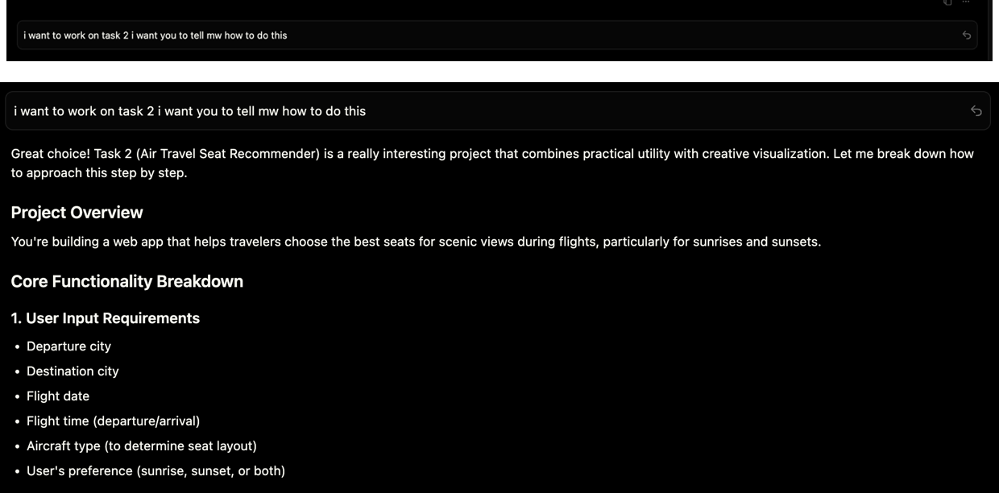 i want to work on task 2 i want you to tell mw how to do this
i want to work on task 2 i want you to tell mw how to do this
Great choice! Task 2 (Air Travel Seat Recommender) is a really interesting project that combines practical utility with creative visualization. Let me break down how
to approach this step by step.
Project Overview
You're building a web app that helps travelers choose the best seats for scenic views during flights, particularly for sunrises and sunsets.
Core Functionality Breakdown
1. User Input Requirements
• Departure city
• Destination city
• Flight date
• Flight time (departure/arrival)
• Aircraft type (to determine seat layout)
• User's preference (sunrise, sunset, or both)